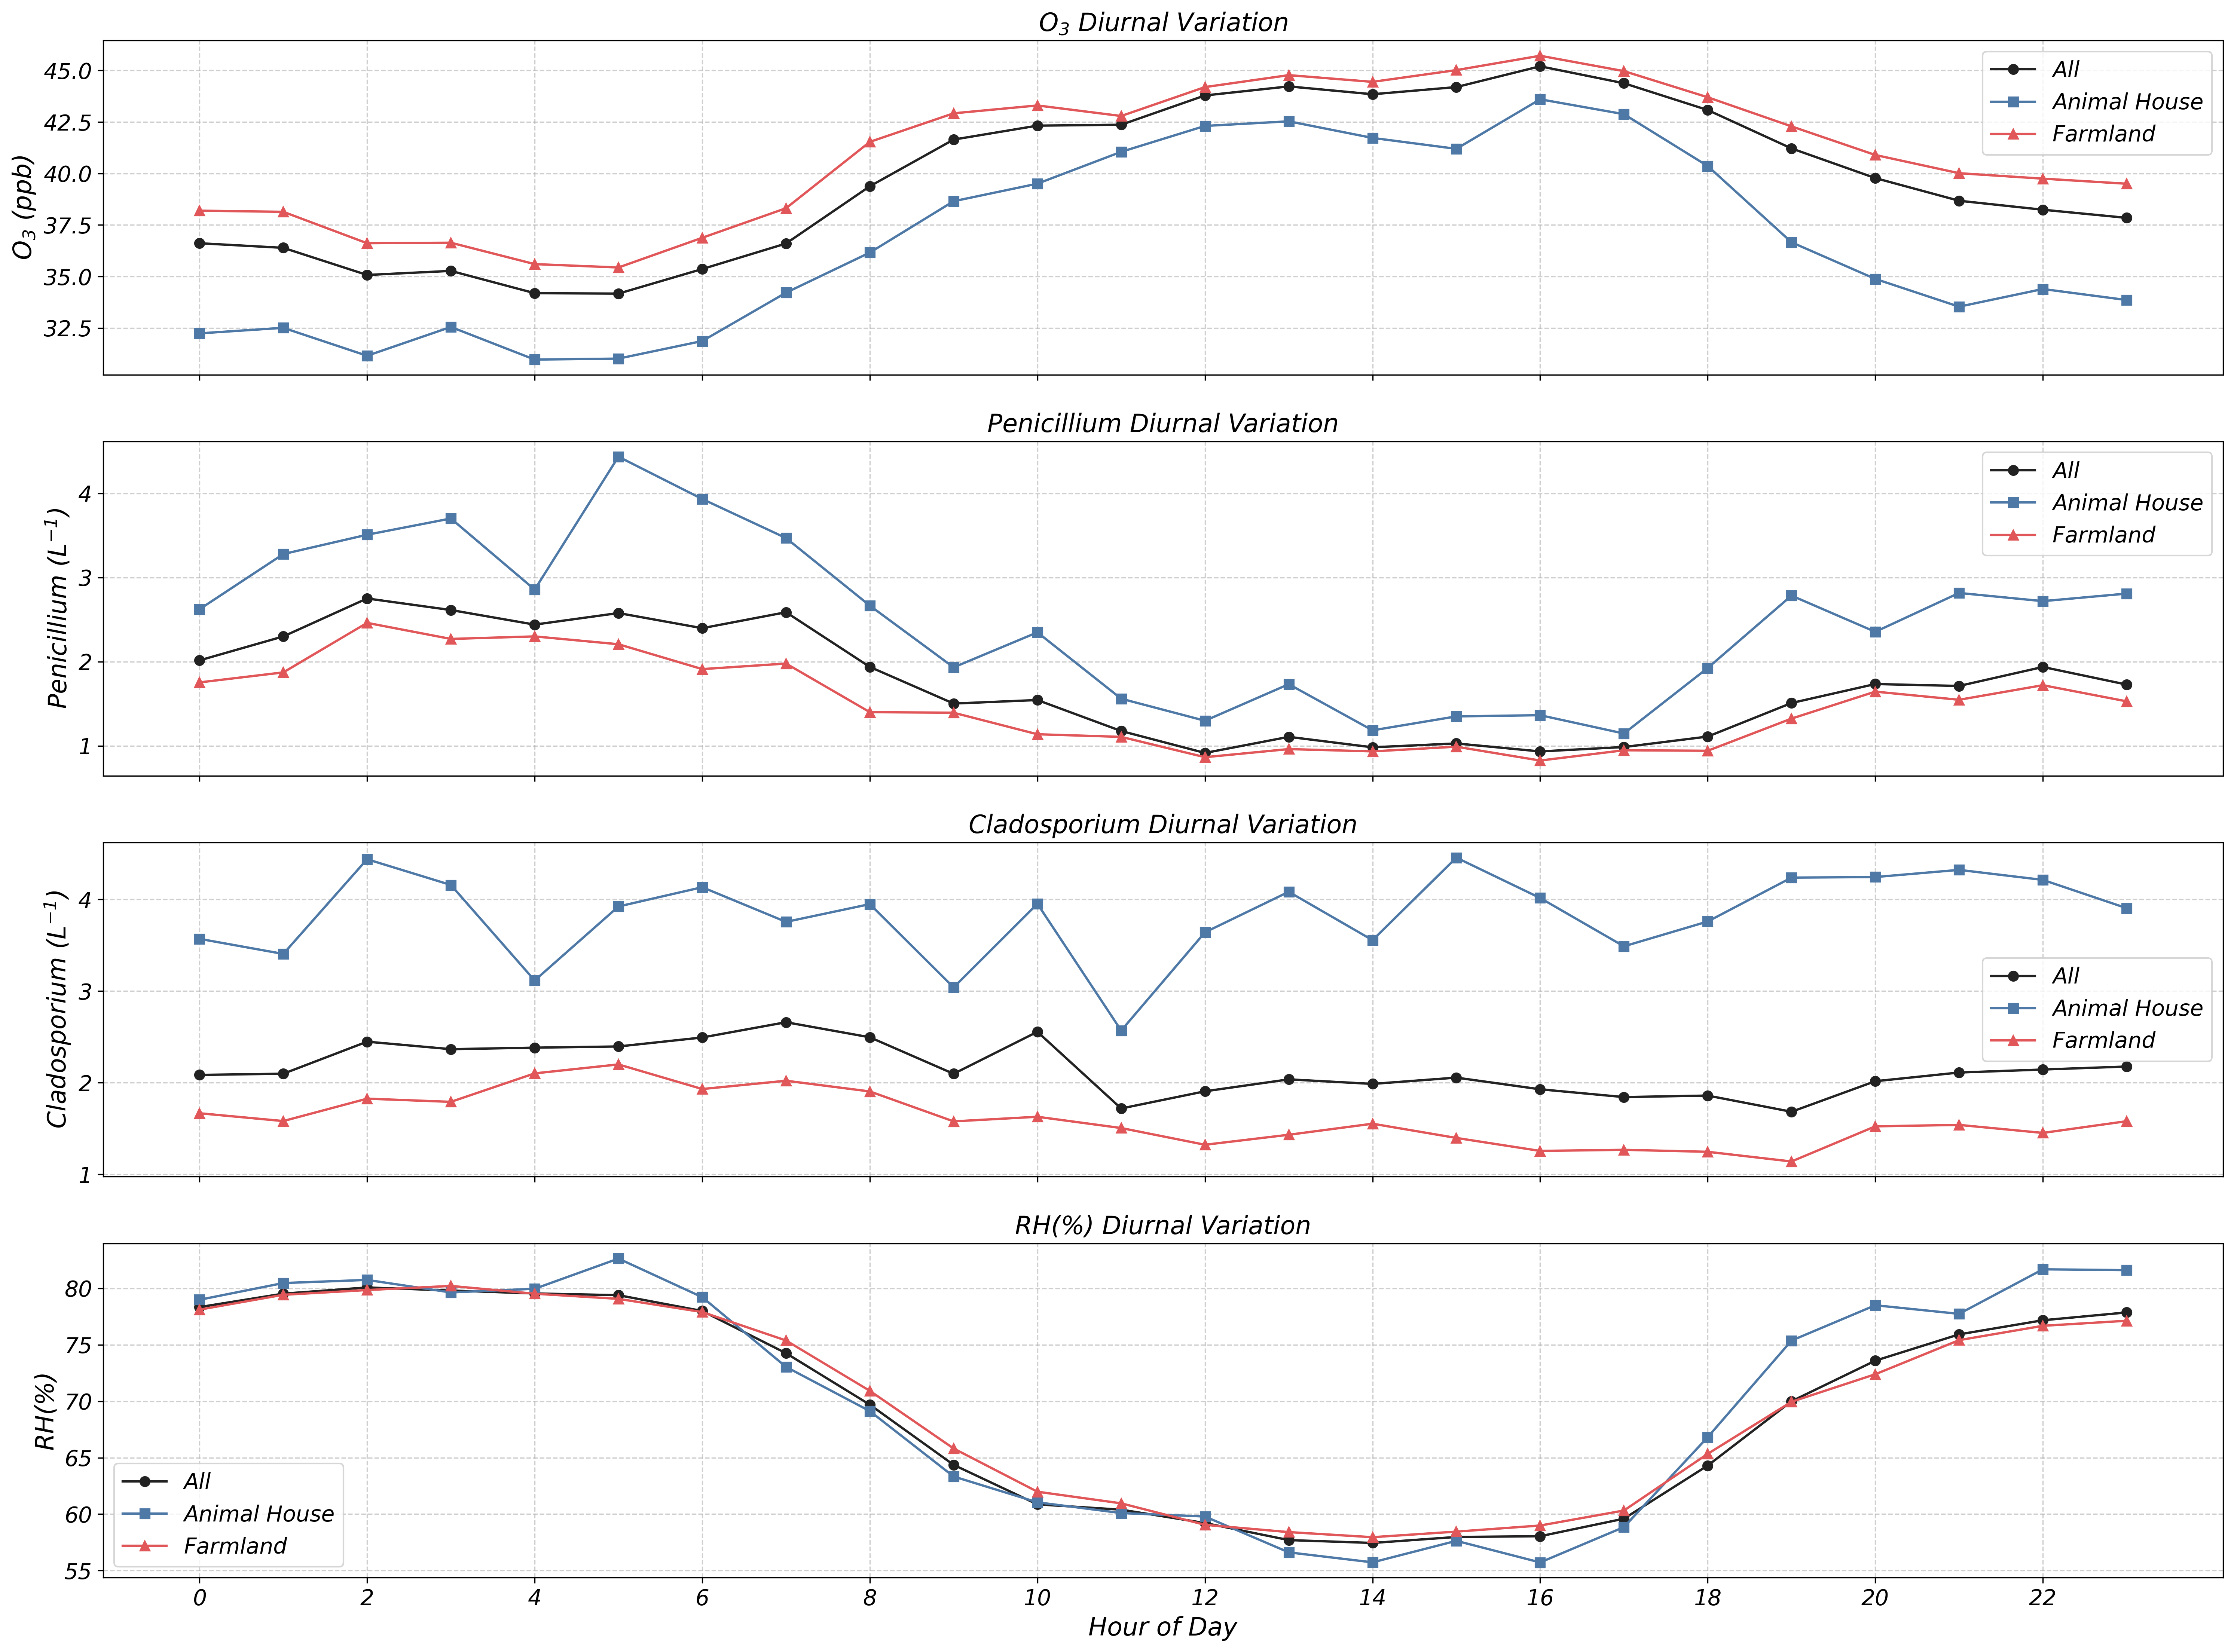 O₃ Diurnal Variation
O₃ (ppb)
45.0
42.5
40.0
37.5
35.0
32.5
All
Animal House
Farmland
Penicillium Diurnal Variation
Penicillium (L⁻¹)
4
3
2
1
All
Animal House
Farmland
Cladosporium Diurnal Variation
Cladosporium (L⁻¹)
4
3
2
1
All
Animal House
Farmland
RH(%) Diurnal Variation
RH(%)
80
75
70
65
60
55
All
Animal House
Farmland
0 2 4 6 8 10 12 14 16 18 20 22
Hour of Day